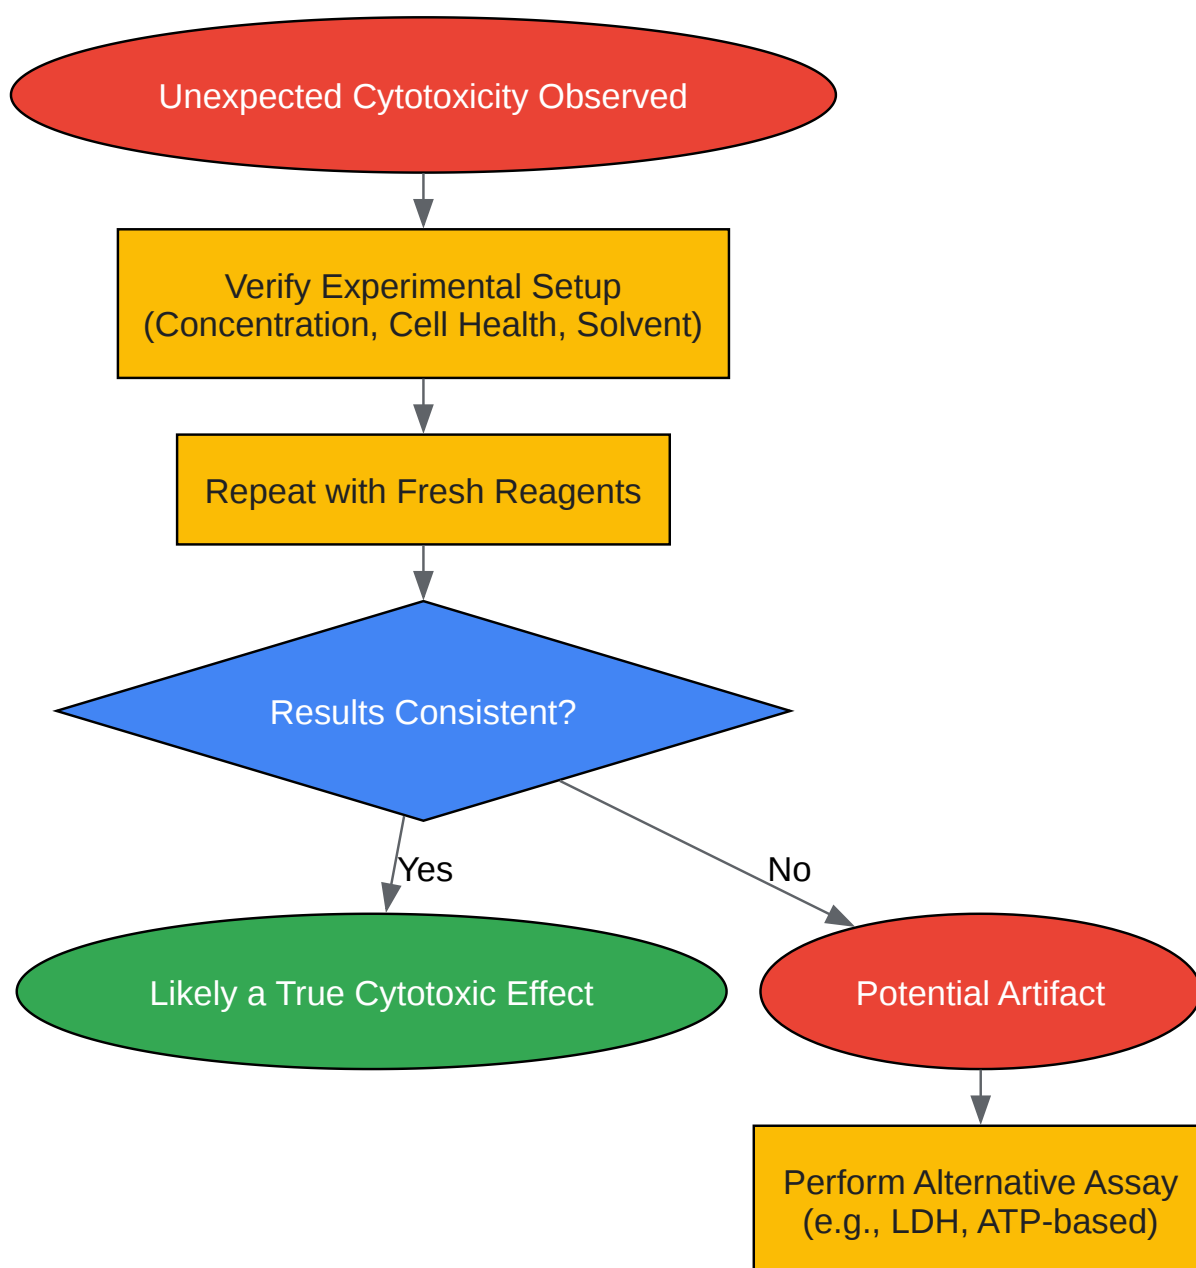 Unexpected Cytotoxicity Observed
Verify Experimental Setup
(Concentration, Cell Health, Solvent)
Repeat with Fresh Reagents
Results Consistent?
Yes
No
Likely a True Cytotoxic Effect
Potential Artifact
Perform Alternative Assay
(e.g., LDH, ATP-based)